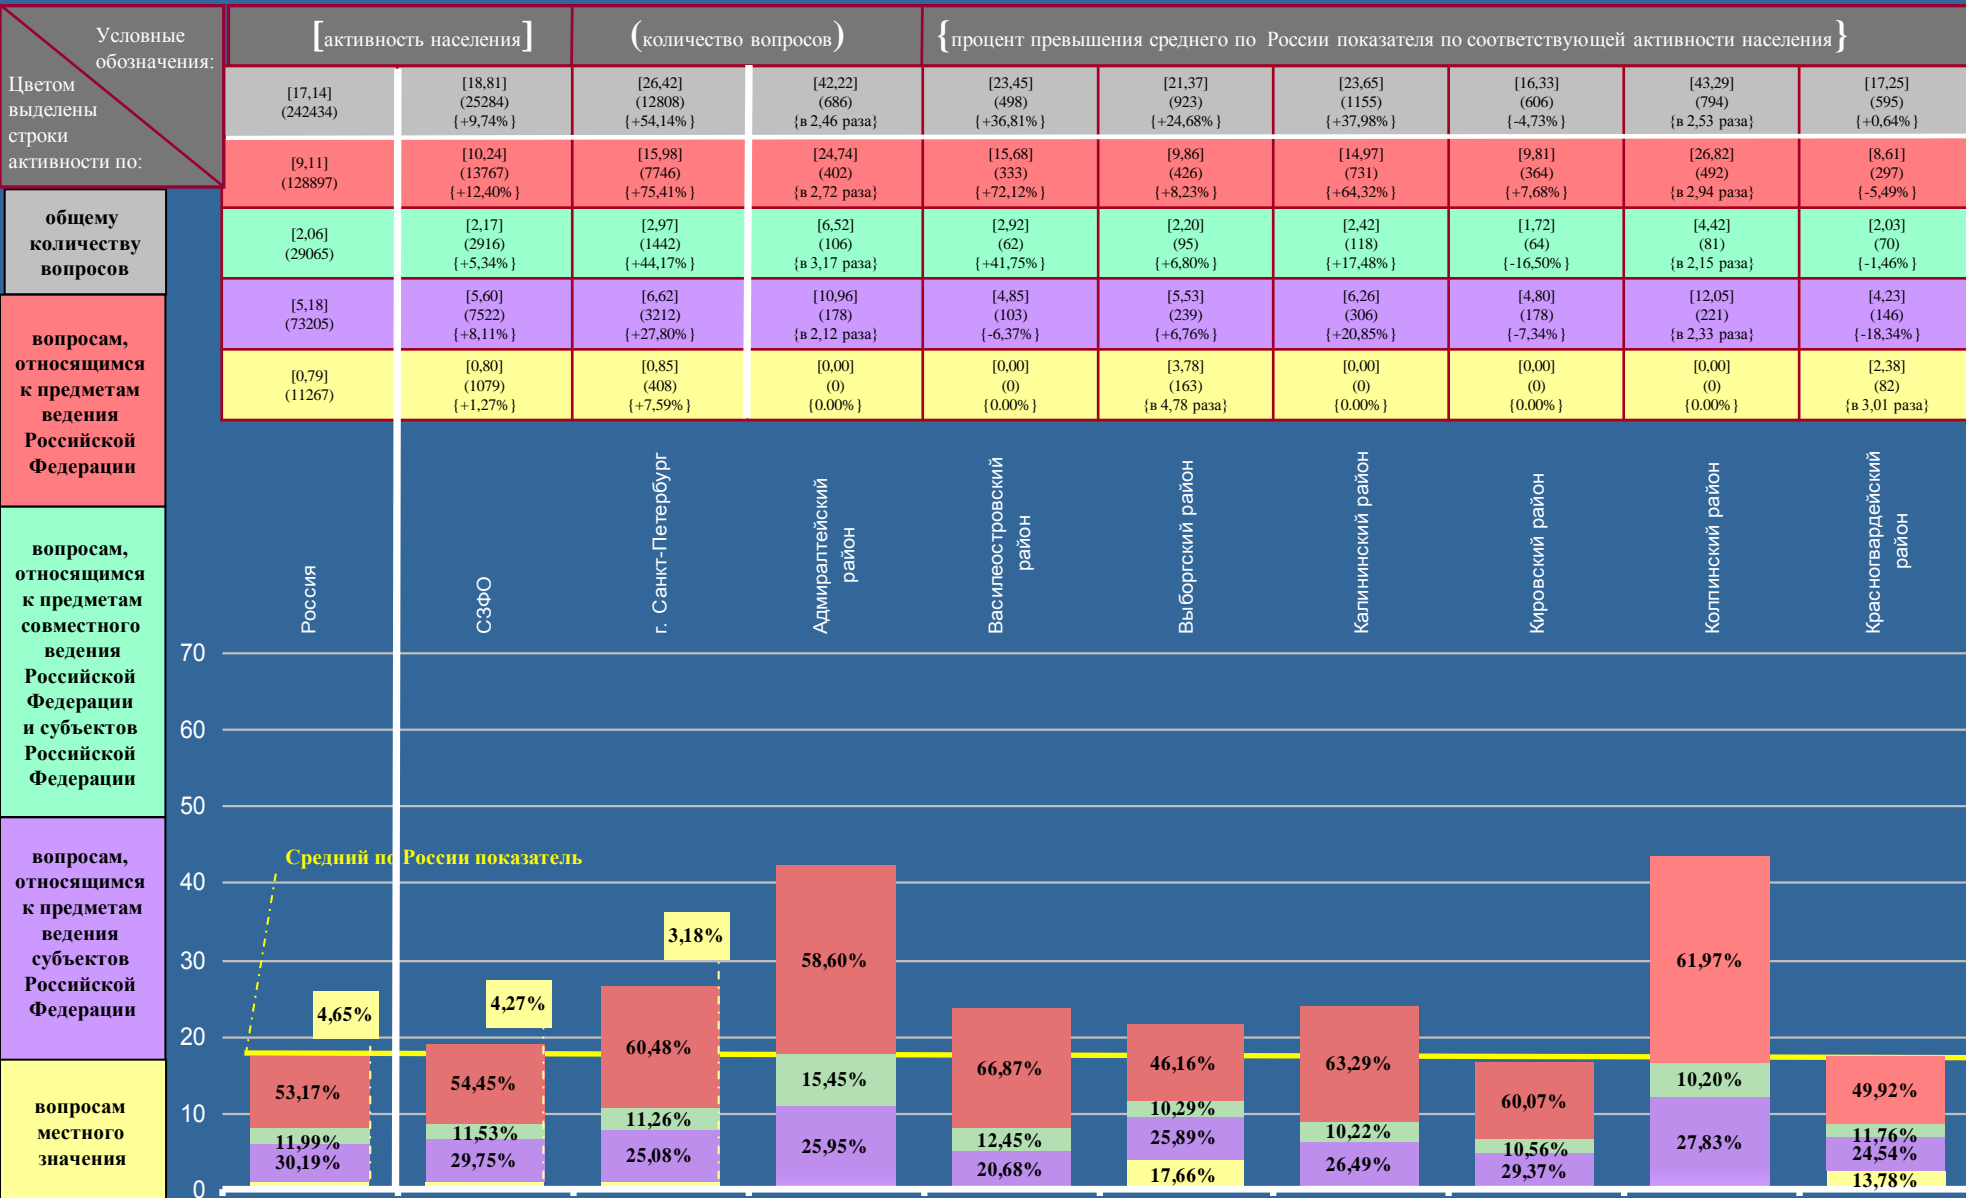 Условные
обозначения:
Цветом
выделены
строки
активности по:
[активность населения]
(количество вопросов)
{процент превышения среднего по России показателя по соответствующей активности населения}
[17,14]
(242434)
[18,81]
(25284)
{+9,74%}
[26,42]
(12808)
{+54,14%}
[42,22]
(686)
{в 2,46 раза}
[23,45]
(498)
{+36,81%}
[21,37]
(923)
{+24,68%}
[23,65]
(1155)
{+37,98%}
[16,33]
(606)
{-4,73%}
[43,29]
(794)
{в 2,53 раза}
[17,25]
(595)
{+0,64%}
[9,11]
(128897)
[10,24]
(13767)
{+12,40%}
[15,98]
(7746)
{+75,41%}
[24,74]
(402)
{в 2,72 раза}
[15,68]
(333)
{+72,12%}
[9,86]
(426)
{+8,23%}
[14,97]
(731)
{+64,32%}
[9,81]
(364)
{+7,68%}
[26,82]
(492)
{в 2,94 раза}
[8,61]
(297)
{-5,49%}
[2,06]
(29065)
[2,17]
(2916)
{+5,34%}
[2,97]
(1442)
{+44,17%}
[6,52]
(106)
{в 3,17 раза}
[2,92]
(62)
{+41,75%}
[2,20]
(95)
{+6,80%}
[2,42]
(118)
{+17,48%}
[1,72]
(64)
{-16,50%}
[4,42]
(81)
{в 2,15 раза}
[2,03]
(70)
{-1,46%}
[5,18]
(73205)
[5,60]
(7522)
{+8,11%}
[6,62]
(3212)
{+27,80%}
[10,96]
(178)
{в 2,12 раза}
[4,85]
(103)
{-6,37%}
[5,53]
(239)
{+6,76%}
[6,26]
(306)
{+20,85%}
[4,80]
(178)
{-7,34%}
[12,05]
(221)
{в 2,33 раза}
[4,23]
(146)
{-18,34%}
[0,79]
(11267)
[0,80]
(1079)
{+1,27%}
[0,85]
(408)
{+7,59%}
[0,00]
(0)
{0.00%}
[0,00]
(0)
{0.00%}
[3,78]
(163)
{в 4,78 раза}
[0,00]
(0)
{0.00%}
[0,00]
(0)
{0.00%}
[0,00]
(0)
{0.00%}
[2,38]
(82)
{в 3,01 раза}
общему
количеству
вопросов
вопросам,
относящимся
к предметам
ведения
Российской
Федерации
вопросам,
относящимся
к предметам
совместного
ведения
Российской
Федерации
и субъектов
Российской
Федерации
вопросам,
относящимся
к предметам
ведения
субъектов
Российской
Федерации
вопросам
местного
значения
Россия
СЗФО
г. Санкт-Петербург
Адмиралтейский
район
Василеостровский
район
Выборгский район
Калининский район
Кировский район
Колпинский район
Красногвардейский
район
70
60
50
40
30
20
10
0
Средний по России показатель
4,65%
53,17%
11,99%
30,19%
4,27%
54,45%
11,53%
29,75%
3,18%
60,48%
11,26%
25,08%
58,60%
15,45%
25,95%
66,87%
12,45%
20,68%
46,16%
10,29%
25,89%
17,66%
63,29%
10,22%
26,49%
60,07%
10,56%
29,37%
61,97%
10,20%
27,83%
49,92%
11,76%
24,54%
13,78%